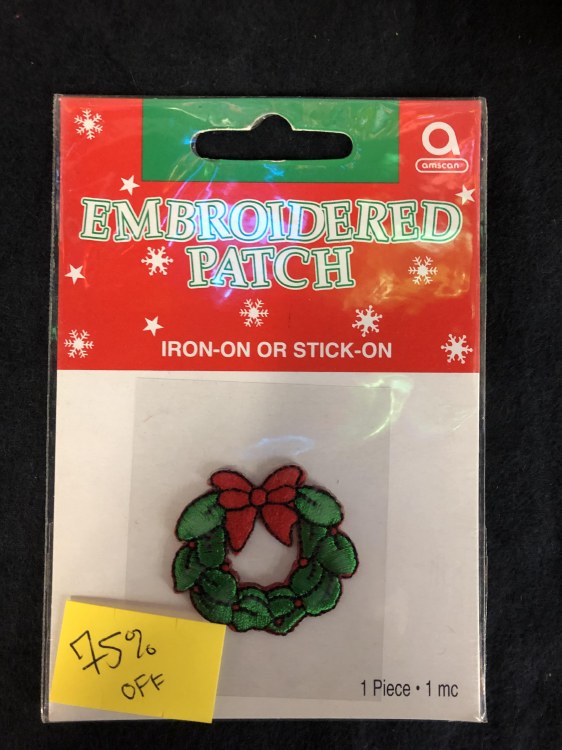 a
amscan®
EMBROIDERED
PATCH
IRON-ON OR STICK-ON
75%
OFF
1 Piece • 1 mc